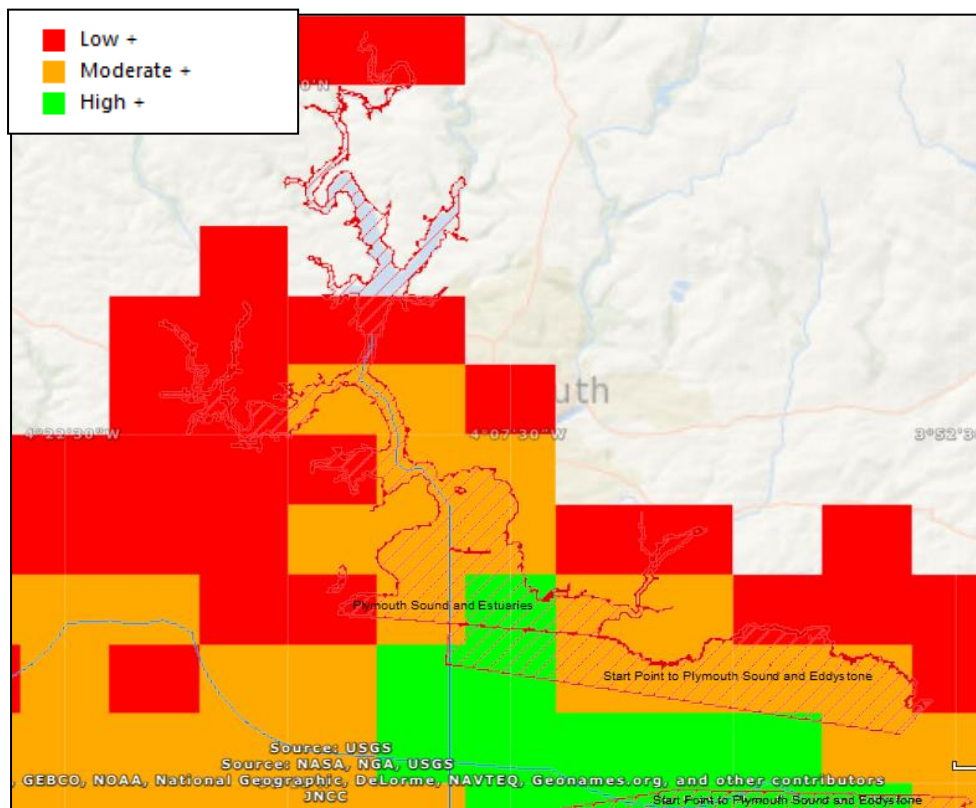 Low +
Moderate +
High +
0'N
uth
4°22'30"W
4°07'30"W
3°52'3
Plymouth Sound and Estuaries
Start Point to Plymouth Sound and Eddystone
Source: USGS
Source: NASA, NGA, USGS
, GEBCO, NOAA, National Geographic, DeLorme, NAVTEQ, Geonames.org, and other contributors
JNCC
Start Point to Plymouth Sound and Eddystone